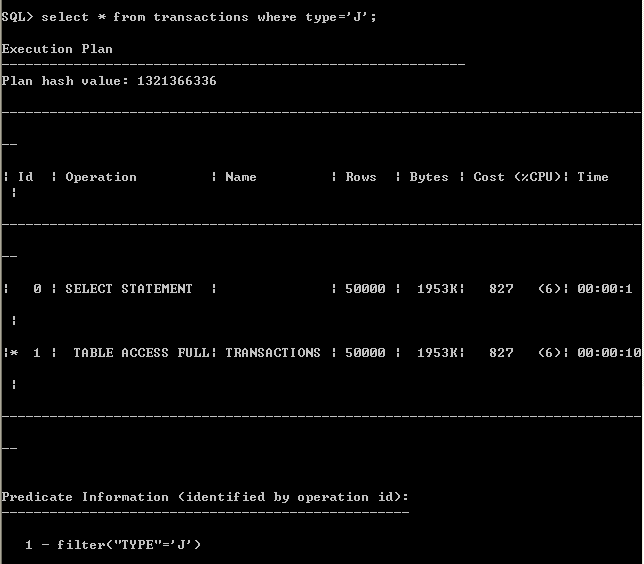 SQL> select * from transactions where type='J';
Execution Plan
----------------------------------------------------------
Plan hash value: 1321366336
--------------------------------------------------------------------------------
--
| Id  | Operation         | Name         | Rows  | Bytes | Cost (%CPU)| Time
 |
--------------------------------------------------------------------------------
--
|   0 | SELECT STATEMENT  |              | 50000 |  1953K|   827   (6)| 00:00:1
 |
|*  1 |  TABLE ACCESS FULL| TRANSACTIONS | 50000 |  1953K|   827   (6)| 00:00:10
 |
--------------------------------------------------------------------------------
--
Predicate Information (identified by operation id):
---------------------------------------------------
   1 - filter("TYPE"='J')